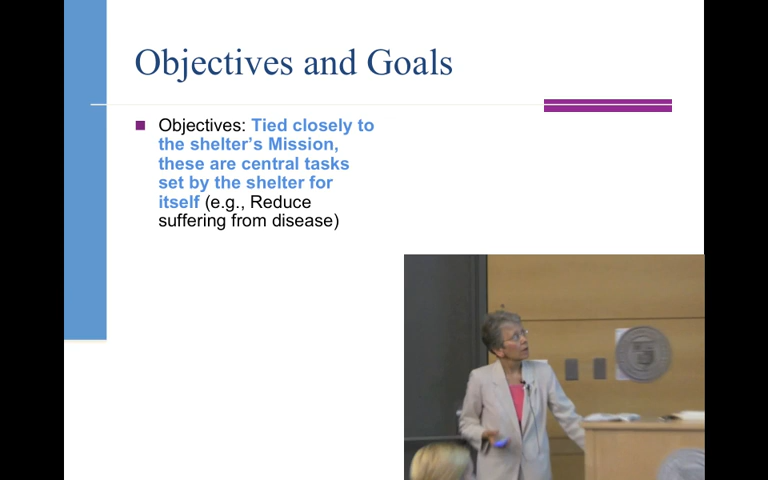 Objectives and Goals
Objectives: Tied closely to
the shelter’s Mission,
these are central tasks
set by the shelter for
itself (e.g., Reduce
suffering from disease)